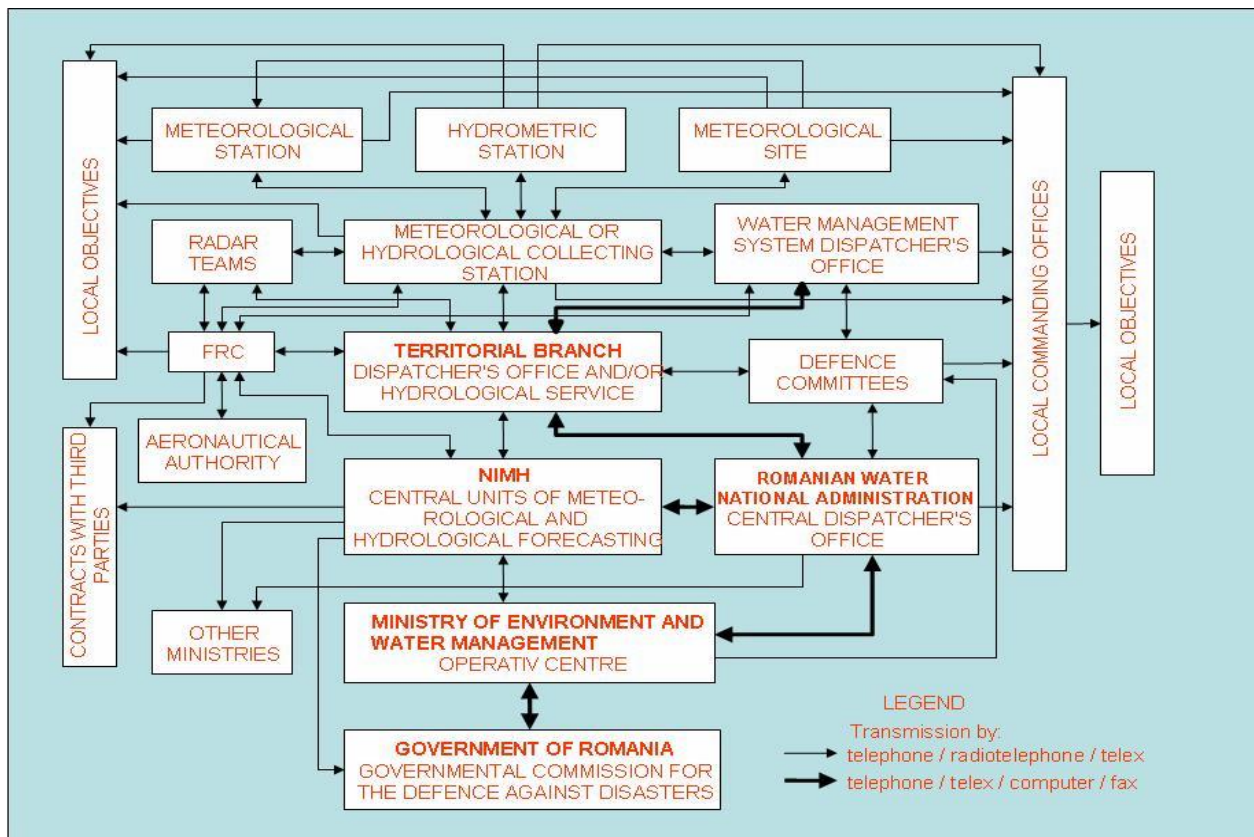 METEOROLOGICAL
STATION
HYDROMETRIC
STATION
METEOROLOGICAL
SITE
LOCAL OBJECTIVES
RADAR
TEAMS
METEOROLOGICAL OR
HYDROLOGICAL COLLECTING
STATION
WATER MANAGEMENT
SYSTEM DISPATCHER'S
OFFICE
LOCAL COMMANDING OFFICES
LOCAL OBJECTIVES
FRC
TERRITORIAL BRANCH
DISPATCHER'S OFFICE AND/OR
HYDROLOGICAL SERVICE
DEFENCE
COMMITTEES
AERONAUTICAL
AUTHORITY
CONTRACTS WITH THIRD
PARTIES
NIMH
CENTRAL UNITS OF METEO-
ROLOGICAL AND
HYDROLOGICAL FORECASTING
ROMANIAN WATER
NATIONAL ADMINISTRATION
CENTRAL DISPATCHER'S
OFFICE
OTHER
MINISTRIES
MINISTRY OF ENVIRONMENT AND
WATER MANAGEMENT
OPERATIV CENTRE
GOVERNMENT OF ROMANIA
GOVERNMENTAL COMMISSION FOR
THE DEFENCE AGAINST DISASTERS
LEGEND
Transmission by:
telephone / radiotelephone / telex
telephone / telex / computer / fax